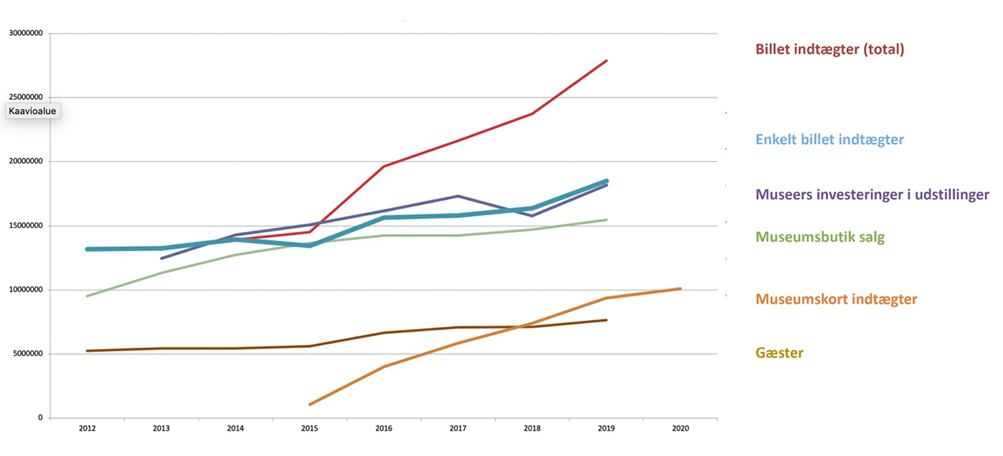 30000000
Billet indtægter (total)
25000000
Kaavioalue
Enkelt billet indtægter
20000000
Museers investeringer i udstillinger
15000000
Museumsbutik salg
10000000
Museumskort indtægter
5000000
Gæster
0
2012 2013 2014 2015 2016 2017 2018 2019 2020